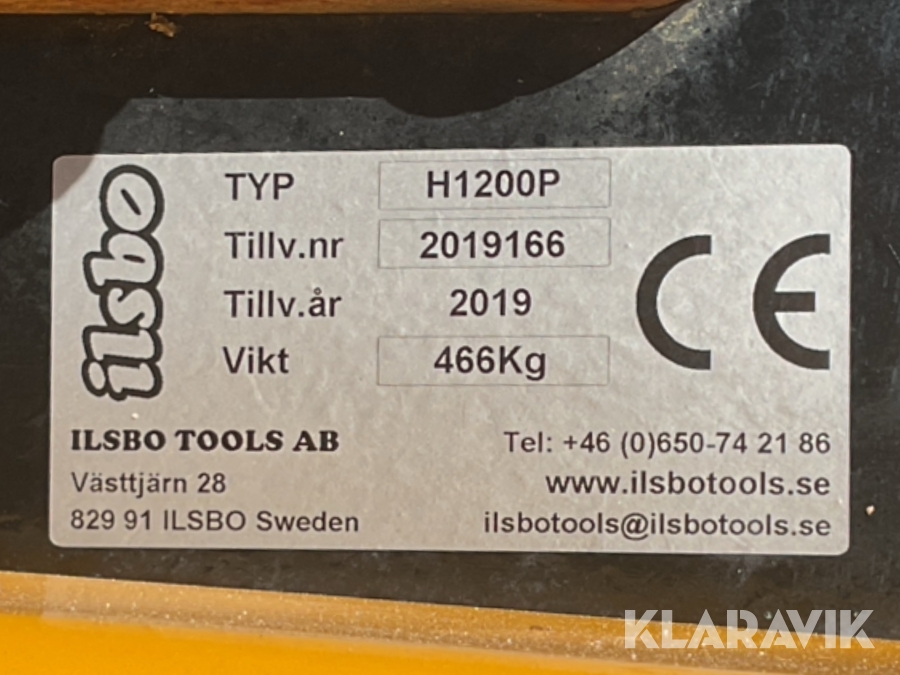 ilsbo
TYP H1200P
Tillv.nr 2019166
Tillv.år 2019
Vikt 466Kg
CE
ILSBO TOOLS AB
Västtjärn 28
829 91 ILSBO Sweden
Tel: +46 (0)650-74 21 86
www.ilsbotools.se
ilsbotools@ilsbotools.se
KLARAVIK